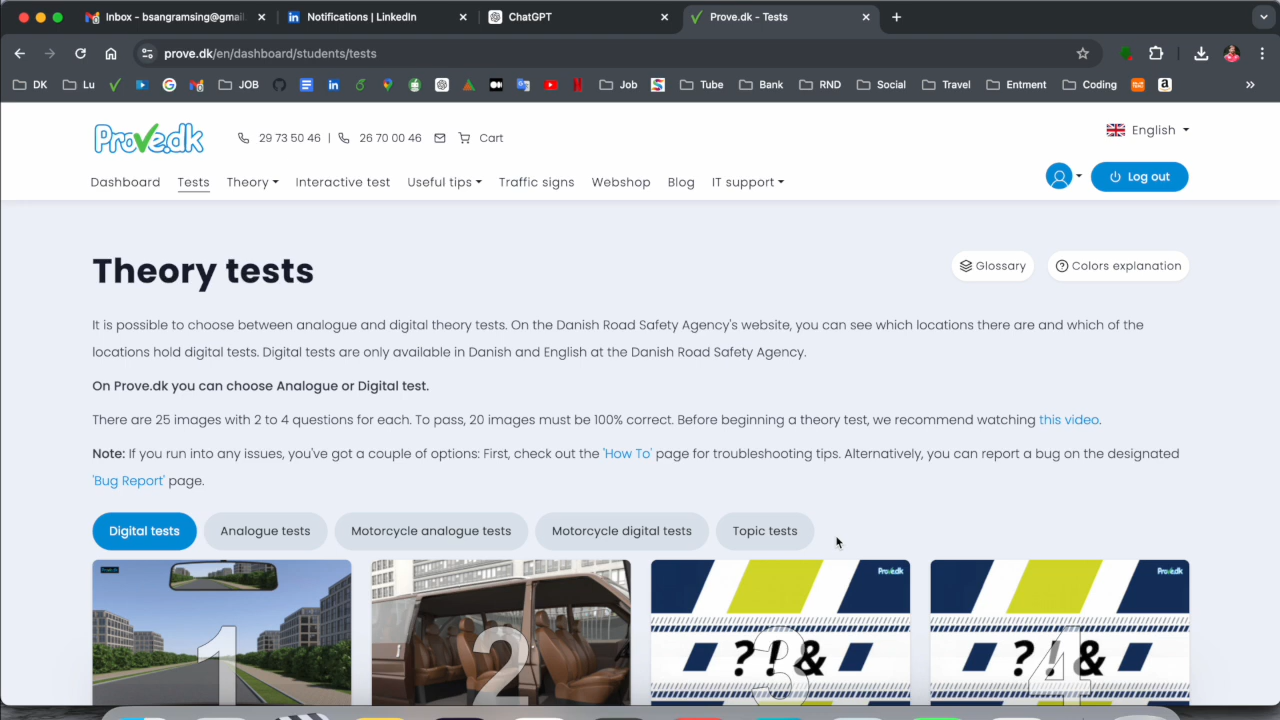 Inbox - bsangramsing@gmail
Notifications | LinkedIn
ChatGPT
Prove.dk - Tests
prove.dk/en/dashboard/students/tests
DK
Lu
JOB
Job
Tube
Bank
RND
Social
Travel
Entment
Coding
Prove.dk
29 73 50 46 | 26 70 00 46
Cart
English
Dashboard
Tests
Theory
Interactive test
Useful tips
Traffic signs
Webshop
Blog
IT support
Log out
Theory tests
Glossary
Colors explanation
It is possible to choose between analogue and digital theory tests. On the Danish Road Safety Agency's website, you can see which locations there are and which of the
locations hold digital tests. Digital tests are only available in Danish and English at the Danish Road Safety Agency.
On Prove.dk you can choose Analogue or Digital test.
There are 25 images with 2 to 4 questions for each. To pass, 20 images must be 100% correct. Before beginning a theory test, we recommend watching this video.
Note: If you run into any issues, you've got a couple of options: First, check out the 'How To' page for troubleshooting tips. Alternatively, you can report a bug on the designated
'Bug Report' page.
Digital tests
Analogue tests
Motorcycle analogue tests
Motorcycle digital tests
Topic tests
Prove.dk
1
2
Prove.dk
?!&
3
Prove.dk
?!&
4